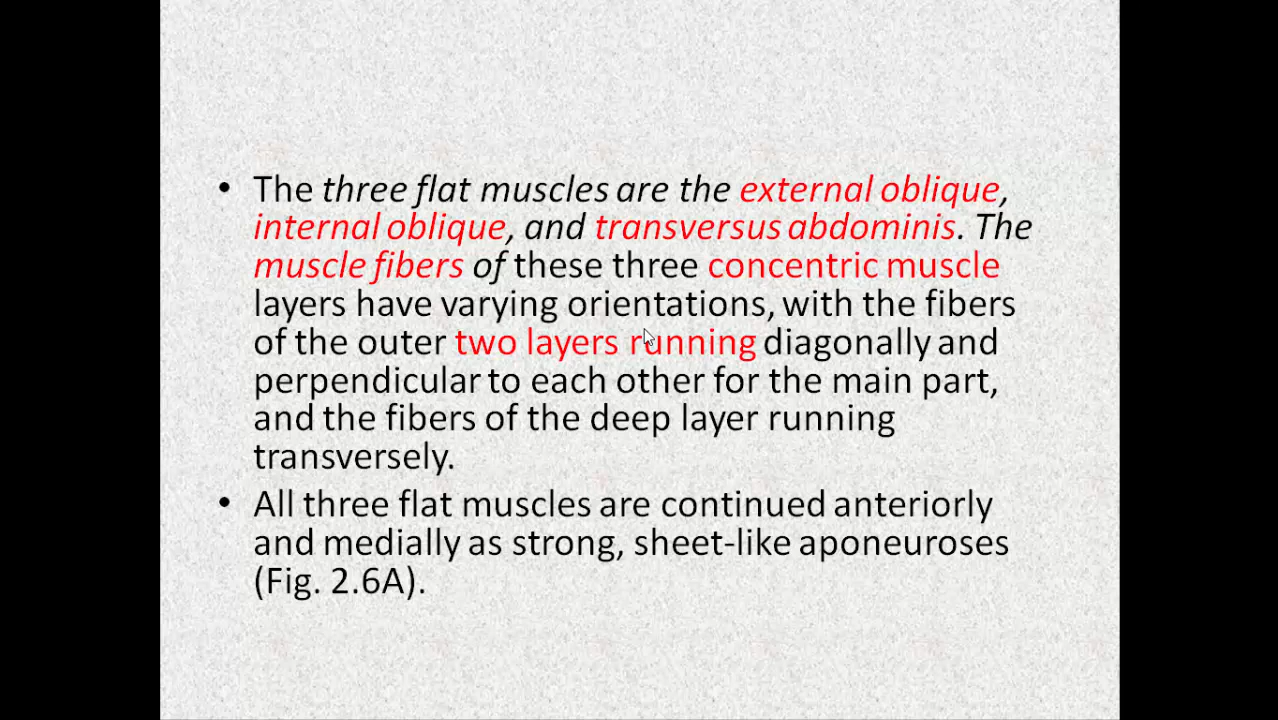 • The three flat muscles are the external oblique,
internal oblique, and transversus abdominis. The
muscle fibers of these three concentric muscle
layers have varying orientations, with the fibers
of the outer two layers running diagonally and
perpendicular to each other for the main part,
and the fibers of the deep layer running
transversely.
• All three flat muscles are continued anteriorly
and medially as strong, sheet-like aponeuroses
(Fig. 2.6A).